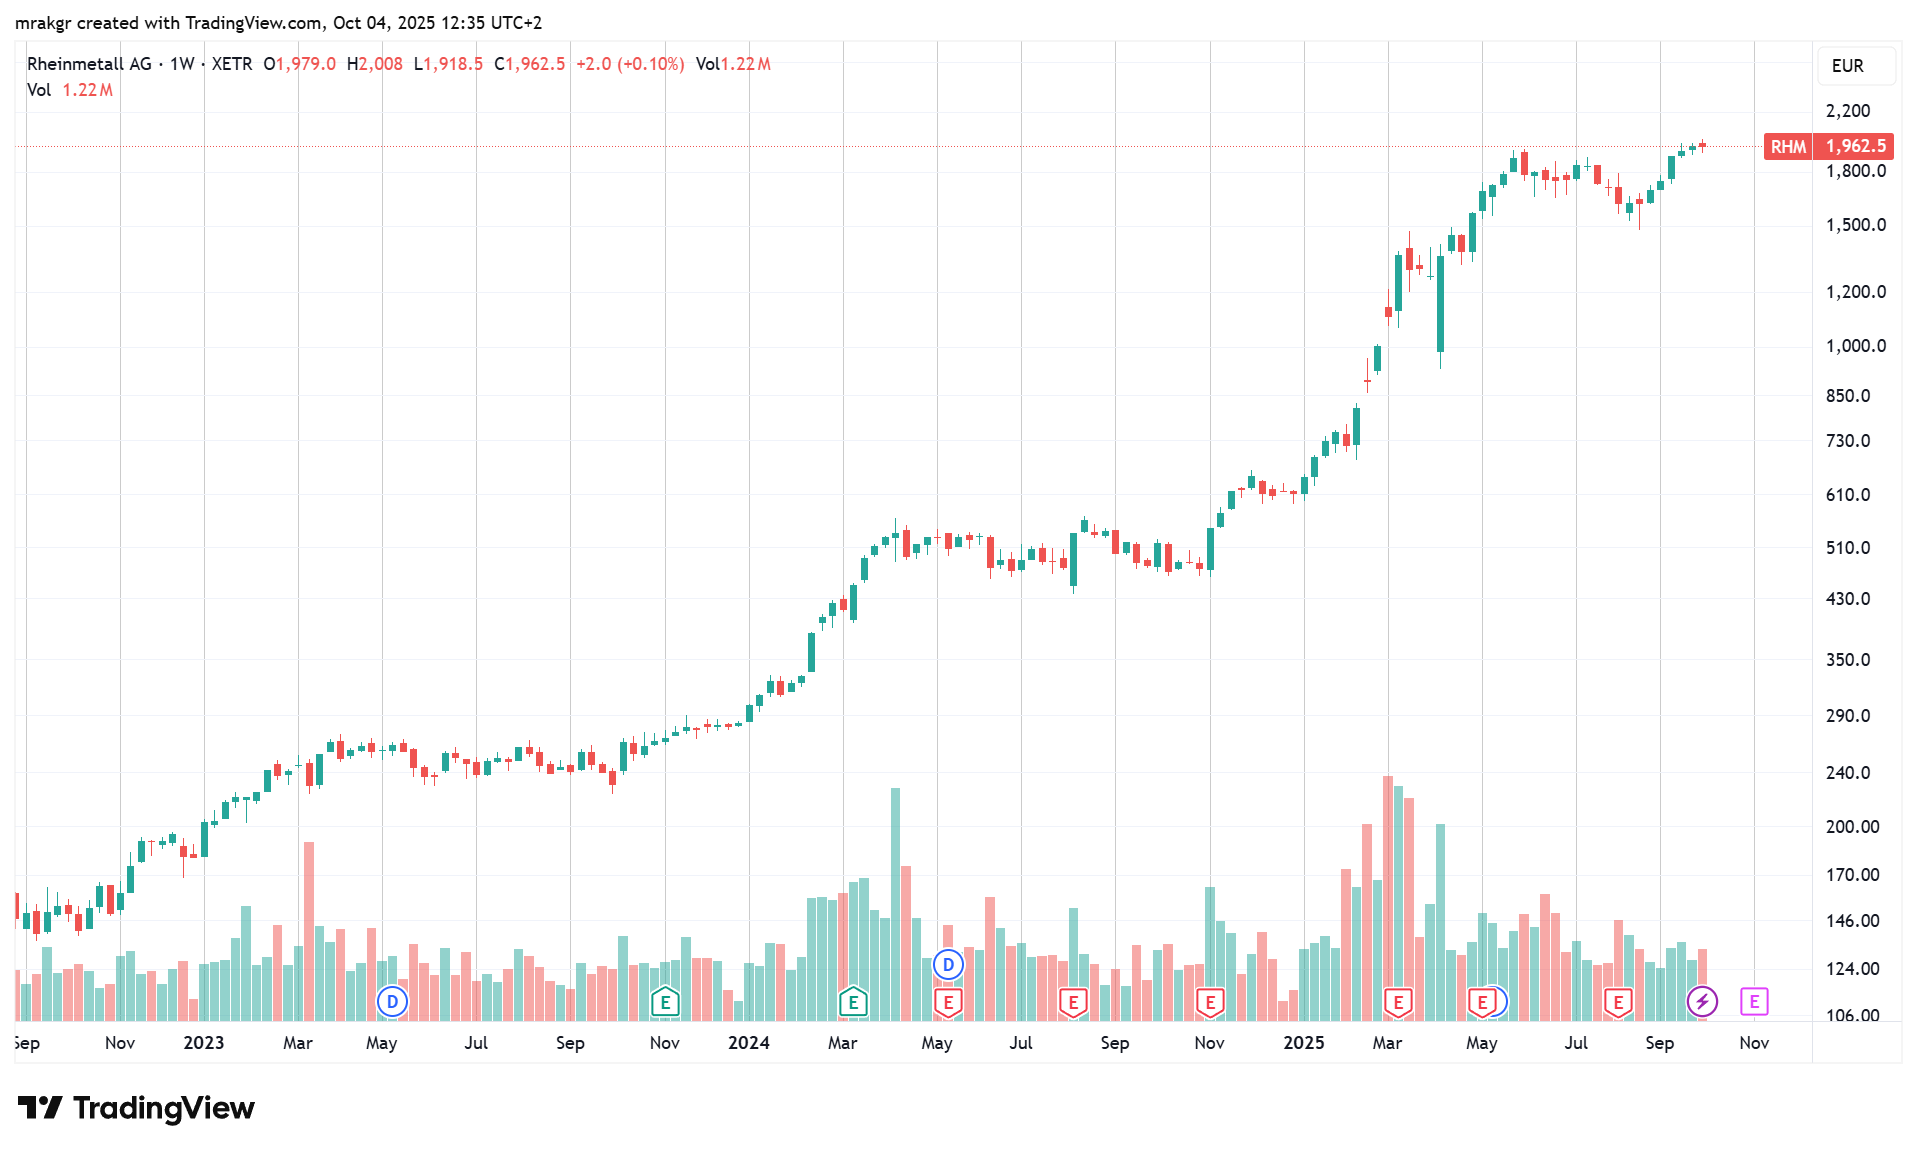 mrakgr created with TradingView.com, Oct 04, 2025 12:35 UTC+2
Rheinmetall AG · 1W · XETR O1,979.0 H2,008 L1,918.5 C1,962.5 +2.0 (+0.10%) Vol1.22M
Vol 1.22M
EUR
2,200
RHM 1,962.5
1,800.0
1,500.0
1,200.0
1,000.0
850.0
730.0
610.0
510.0
430.0
350.0
290.0
240.0
200.00
170.00
146.00
124.00
106.00
D
D E E E E E E E E E
Sep Nov 2023 Mar May Jul Sep Nov 2024 Mar May Jul Sep Nov 2025 Mar May Jul Sep Nov
TradingView